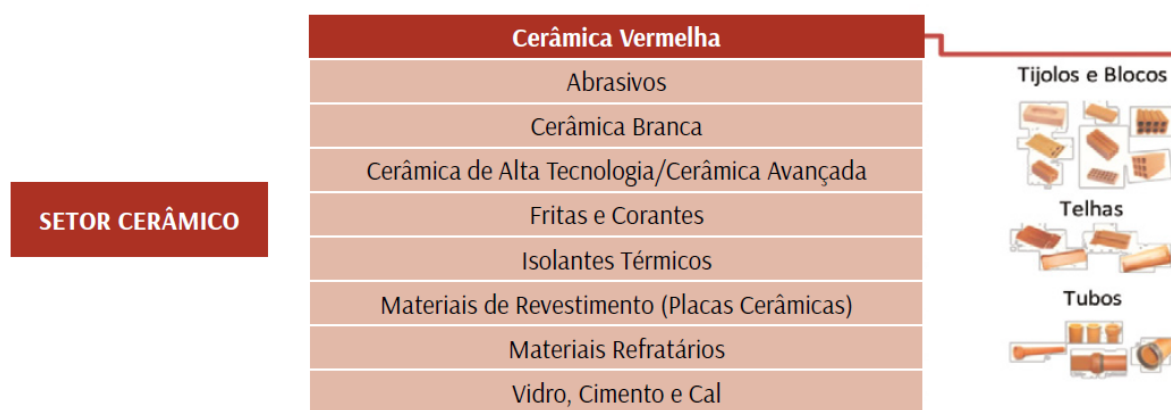 SETOR CERÂMICO
Cerâmica Vermelha
Abrasivos
Cerâmica Branca
Cerâmica de Alta Tecnologia/Cerâmica Avançada
Fritas e Corantes
Isolantes Térmicos
Materiais de Revestimento (Placas Cerâmicas)
Materiais Refratários
Vidro, Cimento e Cal
Tijolos e Blocos
Telhas
Tubos